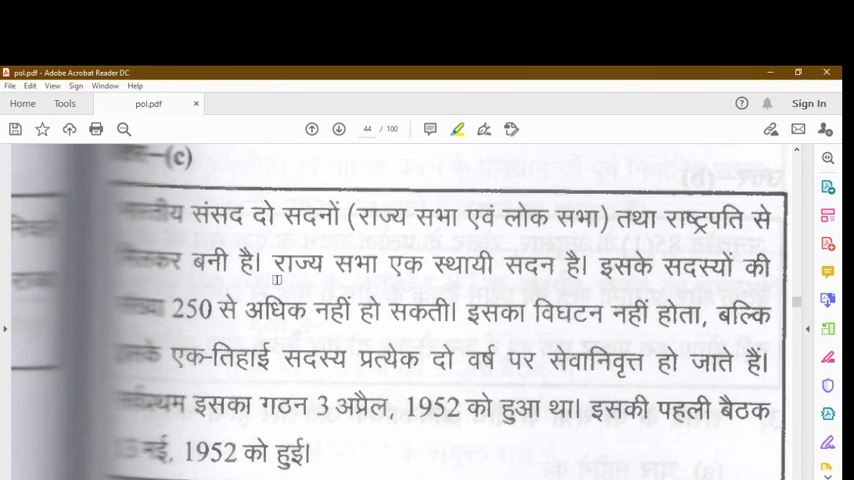 pol.pdf - Adobe Acrobat Reader DC
File Edit View Sign Window Help
Home Tools pol.pdf × Sign In
44 / 100
(c)
संसद दो सदनों (राज्य सभा एवं लोक सभा) तथा राष्ट्रपति से
बनी है। राज्य सभा एक स्थायी सदन है। इसके सदस्यों की
250 से अधिक नहीं हो सकती। इसका विघटन नहीं होता, बल्कि
एक-तिहाई सदस्य प्रत्येक दो वर्ष पर सेवानिवृत्त हो जाते हैं।
इसका गठन 3 अप्रैल, 1952 को हुआ था। इसकी पहली बैठक
मई, 1952 को हुई।